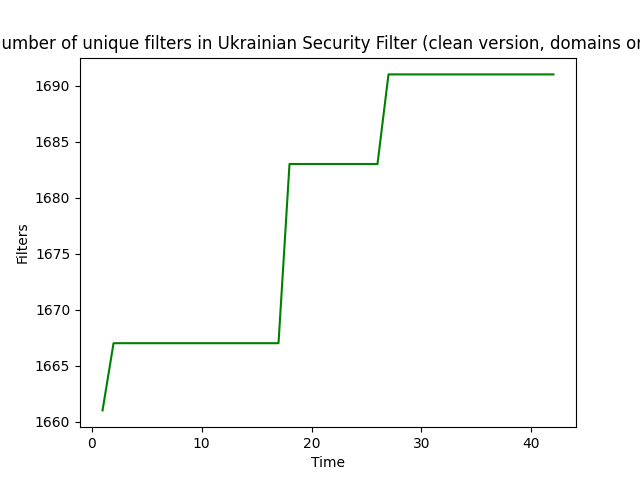 umber of unique filters in Ukrainian Security Filter (clean version, domains or
1690
1685
1680
1675
1670
1665
1660
Filters
0 10 20 30 40
Time